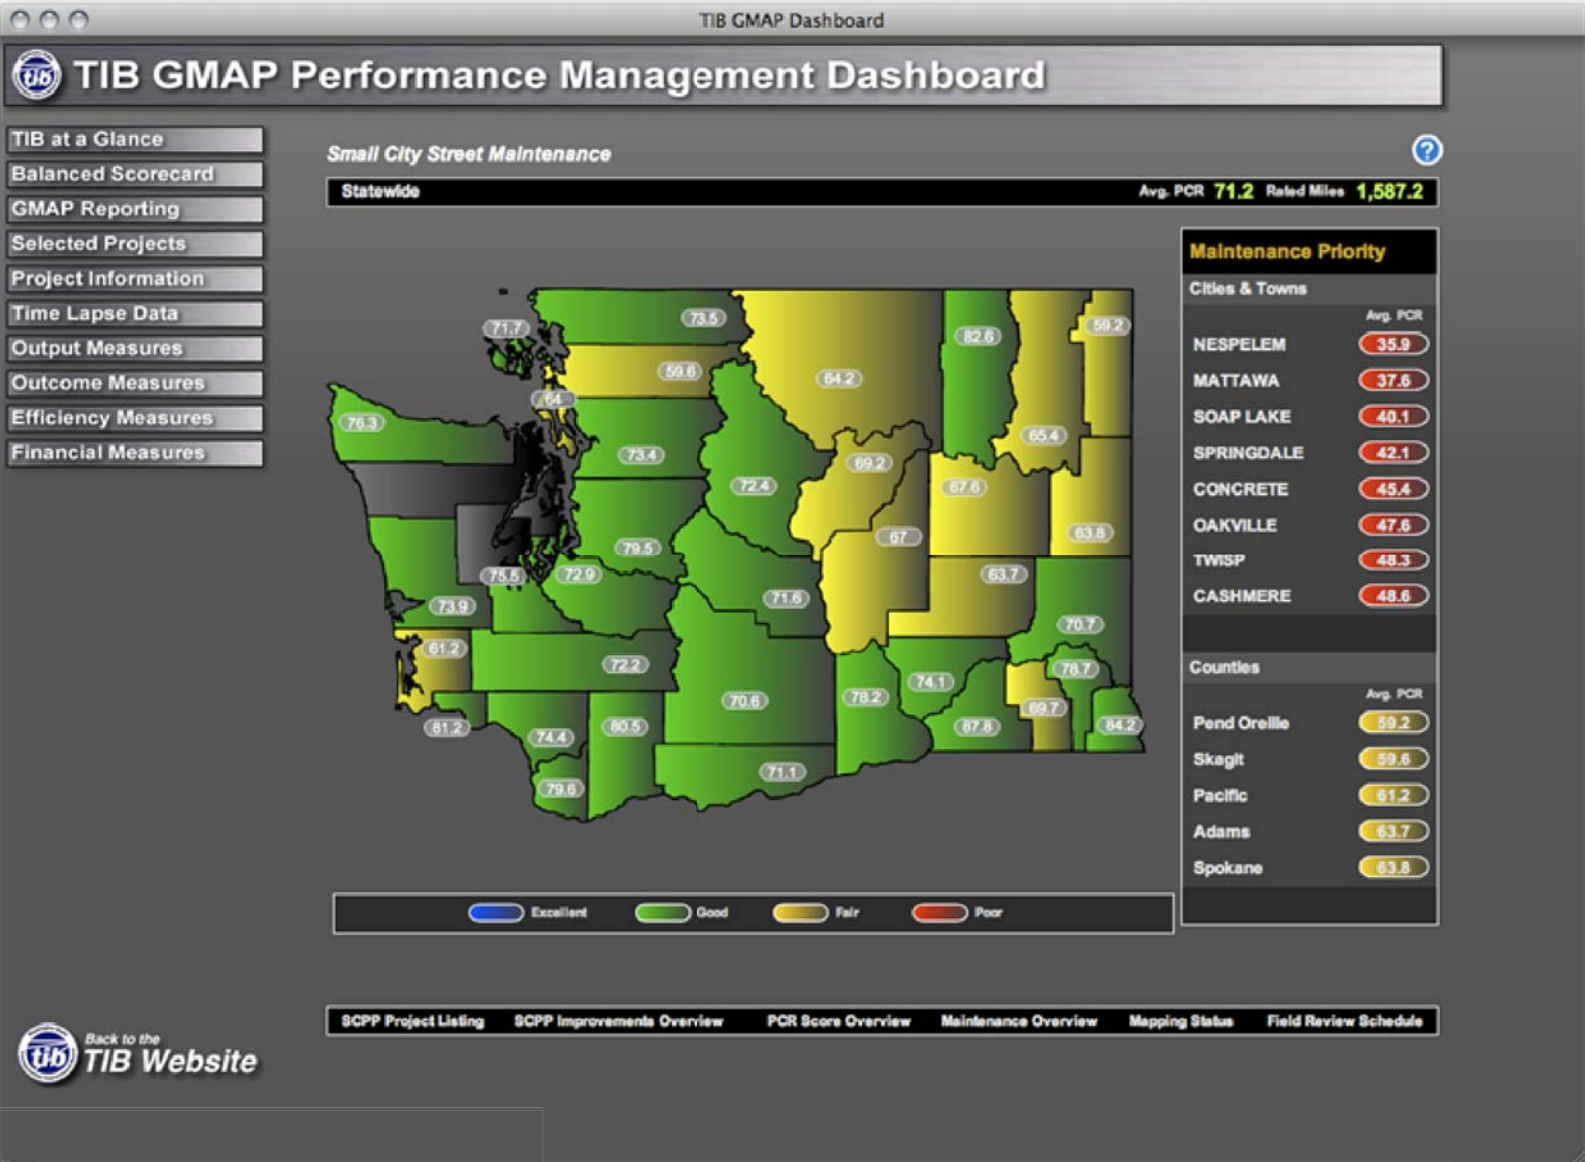 TIB GMAP Dashboard
tib TIB GMAP Performance Management Dashboard
TIB at a Glance
Balanced Scorecard
GMAP Reporting
Selected Projects
Project Information
Time Lapse Data
Output Measures
Outcome Measures
Efficiency Measures
Financial Measures
Small City Street Maintenance
?
Statewide Avg. PCR 71.2 Rated Miles 1,587.2
73.5
71.7
59.2
82.6
59.6
64.2
64
76.3
65.4
73.4
69.2
72.4
67.6
63.8
67
79.5
75.5
72.9
63.7
71.6
73.9
70.7
61.2
72.2
78.7
74.1
70.6
78.2
69.7
81.2
80.5
87.8
84.2
74.4
71.1
79.6
Maintenance Priority
Cities & Towns
Avg. PCR
NESPELEM 35.9
MATTAWA 37.6
SOAP LAKE 40.1
SPRINGDALE 42.1
CONCRETE 45.4
OAKVILLE 47.6
TWISP 48.3
CASHMERE 48.6
Counties
Avg. PCR
Pend Oreille 59.2
Skagit 59.6
Pacific 61.2
Adams 63.7
Spokane 63.8
Excellent Good Fair Poor
SCPP Project Listing SCPP Improvements Overview PCR Score Overview Maintenance Overview Mapping Status Field Review Schedule
Back to the
tib TIB Website